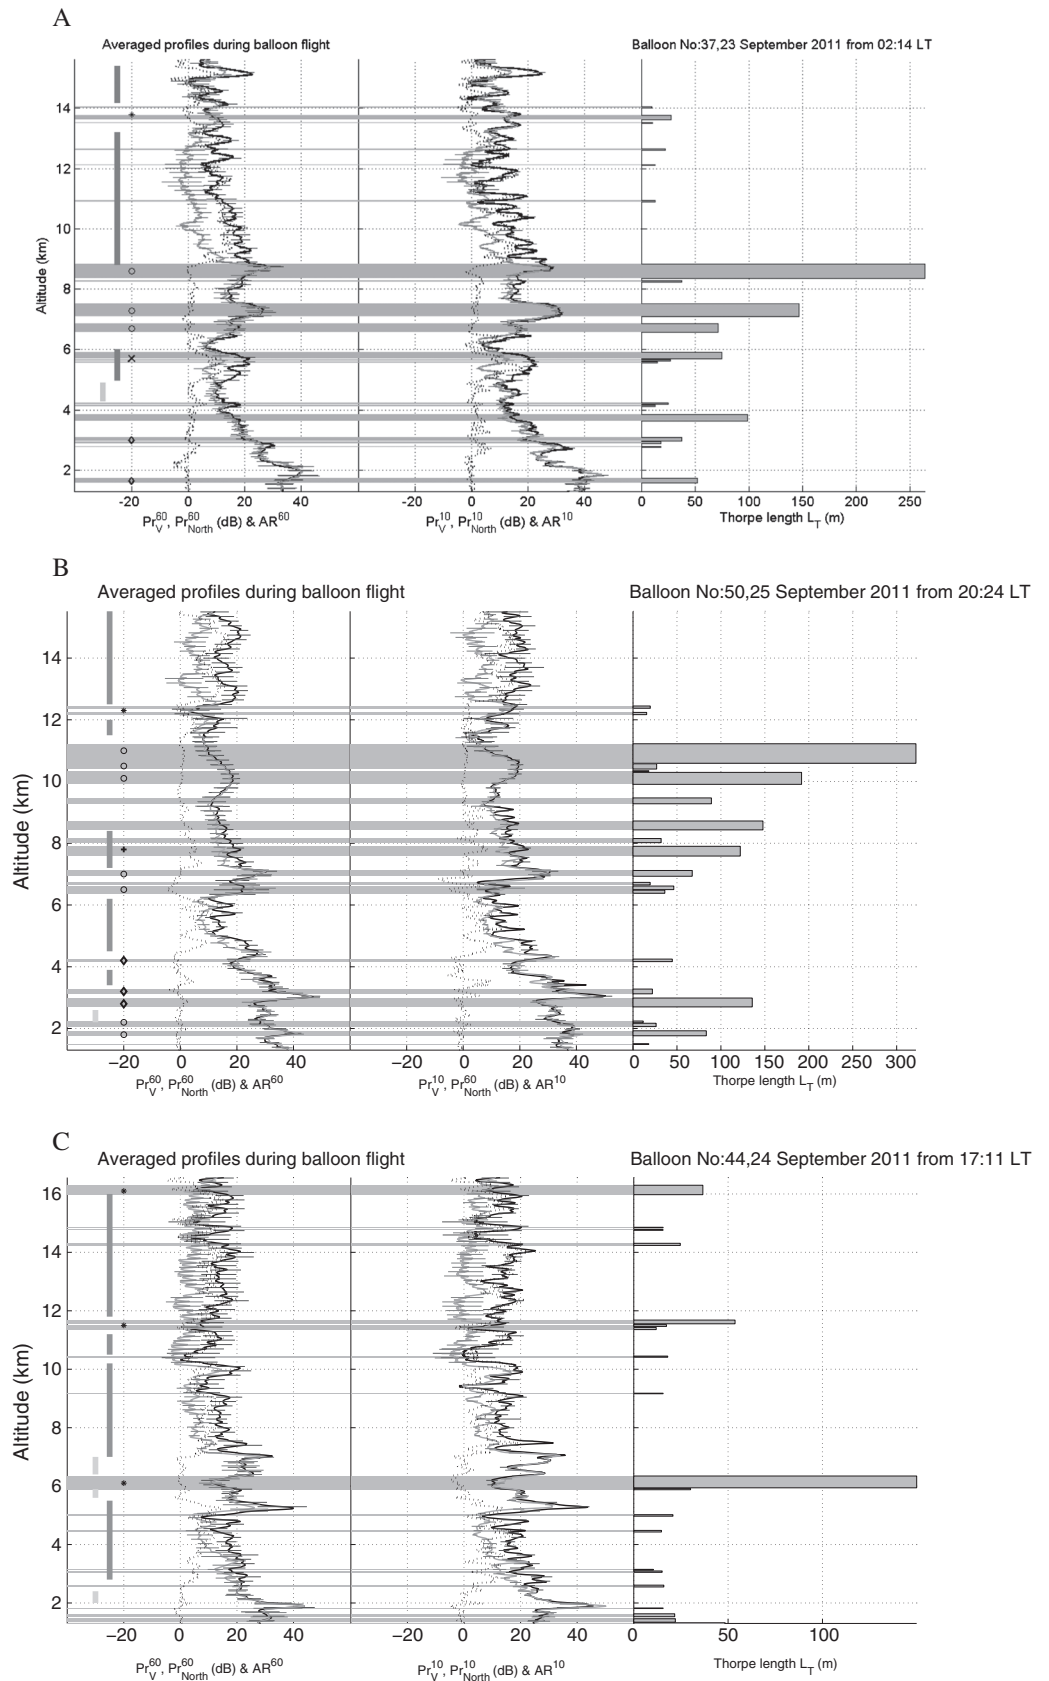 A
Averaged profiles during balloon flight
Balloon No:37,23 September 2011 from 02:14 LT
Altitude (km)
14
12
10
8
6
4
2
−20 0 20 40
0 20 40
0 50 100 150 200 250
Pr_V^60, Pr_North^60 (dB) & AR^60
Pr_V^10, Pr_North^10 (dB) & AR^10
Thorpe length L_T (m)
B
Averaged profiles during balloon flight
Balloon No:50,25 September 2011 from 20:24 LT
Altitude (km)
14
12
10
8
6
4
2
−20 0 20 40
−20 0 20 40
0 50 100 150 200 250 300
Pr_V^60, Pr_North^60 (dB) & AR^60
Pr_V^10, Pr_North^60 (dB) & AR^10
Thorpe length L_T (m)
C
Averaged profiles during balloon flight
Balloon No:44,24 September 2011 from 17:11 LT
Altitude (km)
16
14
12
10
8
6
4
2
−20 0 20 40
−20 0 20 40
0 50 100
Pr_V^60, Pr_North^60 (dB) & AR^60
Pr_V^10, Pr_North^10 (dB) & AR^10
Thorpe length L_T (m)